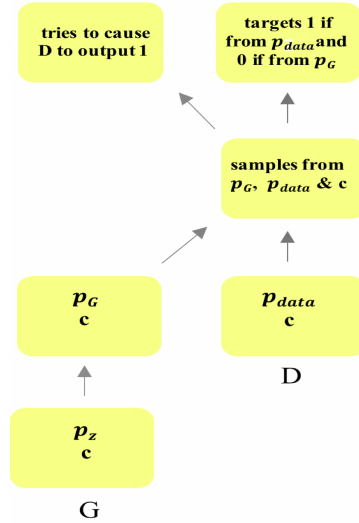 tries to cause
D to output 1
targets 1 if
from p_data and
0 if from p_G
samples from
p_G, p_data & c
p_G
c
p_data
c
D
p_z
c
G